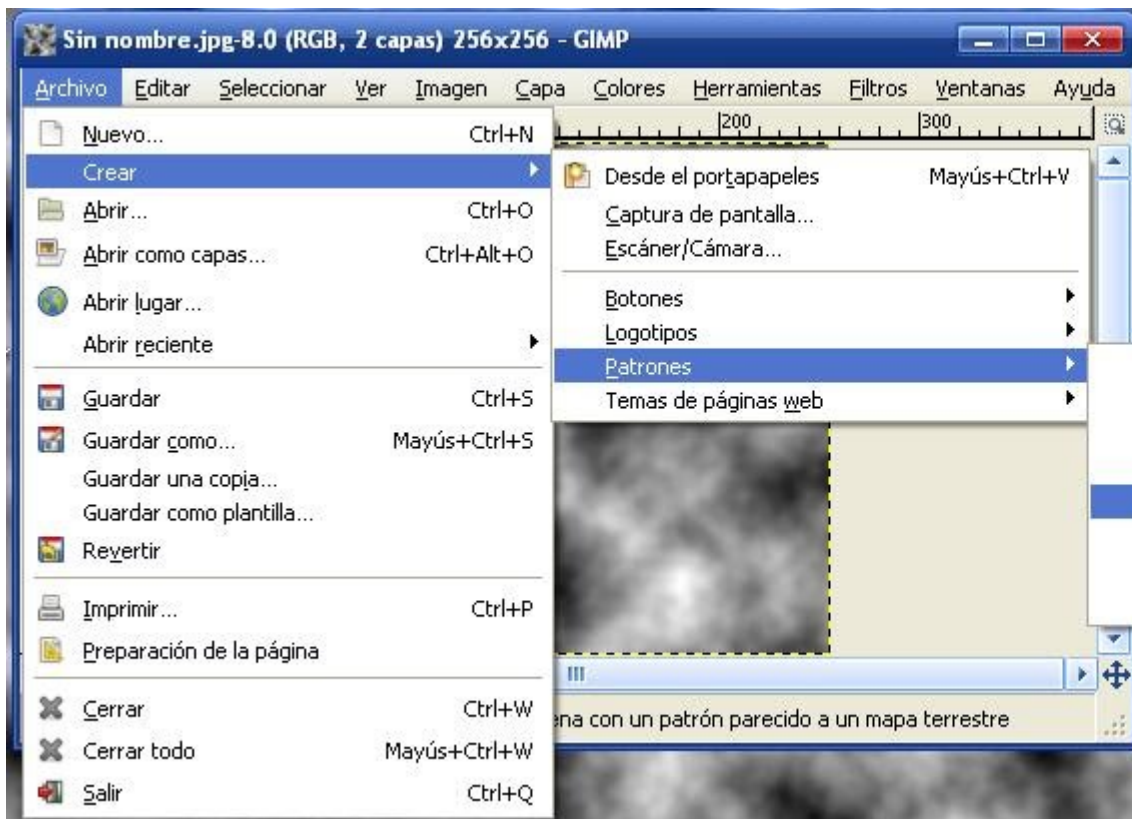 Sin nombre.jpg-8.0 (RGB, 2 capas) 256x256 – GIMP
Archivo Editar Seleccionar Ver Imagen Capa Colores Herramientas Filtros Ventanas Ayuda
200 300
Nuevo... Ctrl+N
Crear
Abrir... Ctrl+O
Abrir como capas... Ctrl+Alt+O
Abrir lugar...
Abrir reciente
Guardar Ctrl+S
Guardar como... Mayús+Ctrl+S
Guardar una copia...
Guardar como plantilla...
Revertir
Imprimir... Ctrl+P
Preparación de la página
Cerrar Ctrl+W
Cerrar todo Mayús+Ctrl+W
Salir Ctrl+Q
Desde el portapapeles Mayús+Ctrl+V
Captura de pantalla...
Escáner/Cámara...
Botones
Logotipos
Patrones
Temas de páginas web
con un patrón parecido a un mapa terrestre